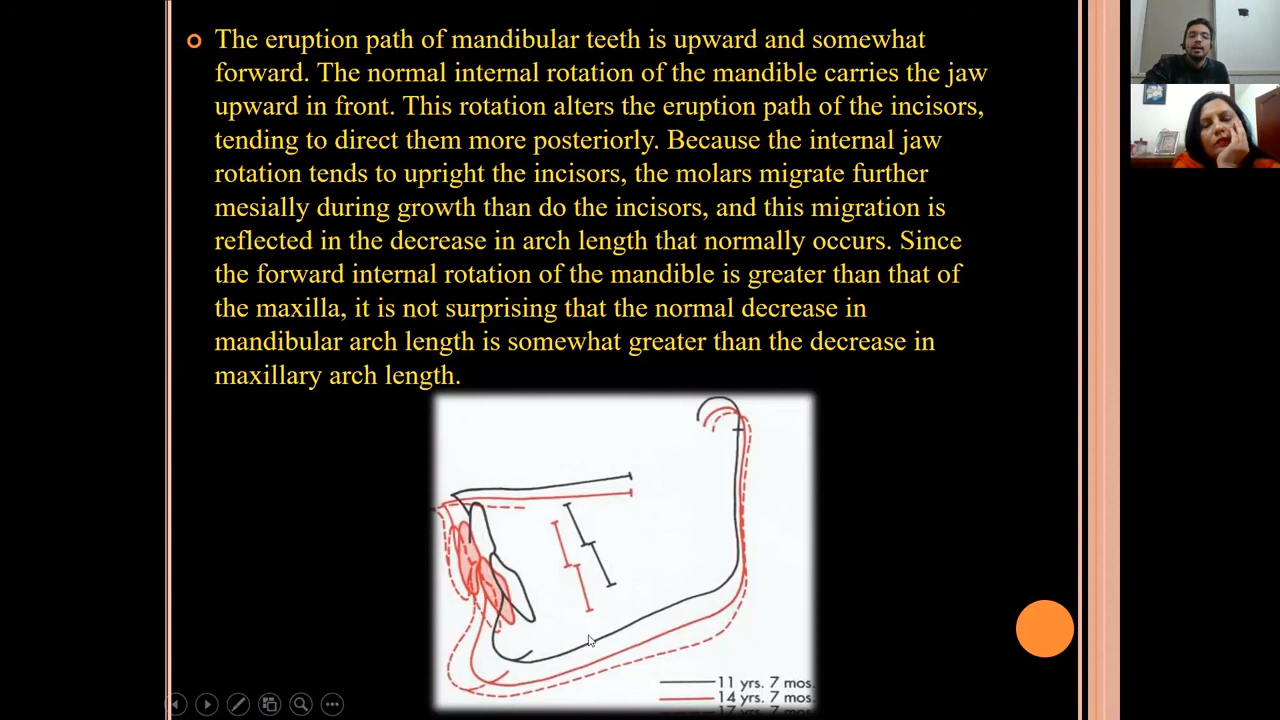 The eruption path of mandibular teeth is upward and somewhat
forward. The normal internal rotation of the mandible carries the jaw
upward in front. This rotation alters the eruption path of the incisors,
tending to direct them more posteriorly. Because the internal jaw
rotation tends to upright the incisors, the molars migrate further
mesially during growth than do the incisors, and this migration is
reflected in the decrease in arch length that normally occurs. Since
the forward internal rotation of the mandible is greater than that of
the maxilla, it is not surprising that the normal decrease in
mandibular arch length is somewhat greater than the decrease in
maxillary arch length.
11 yrs. 7 mos.
14 yrs. 7 mos.
17 yrs. 7 mos.